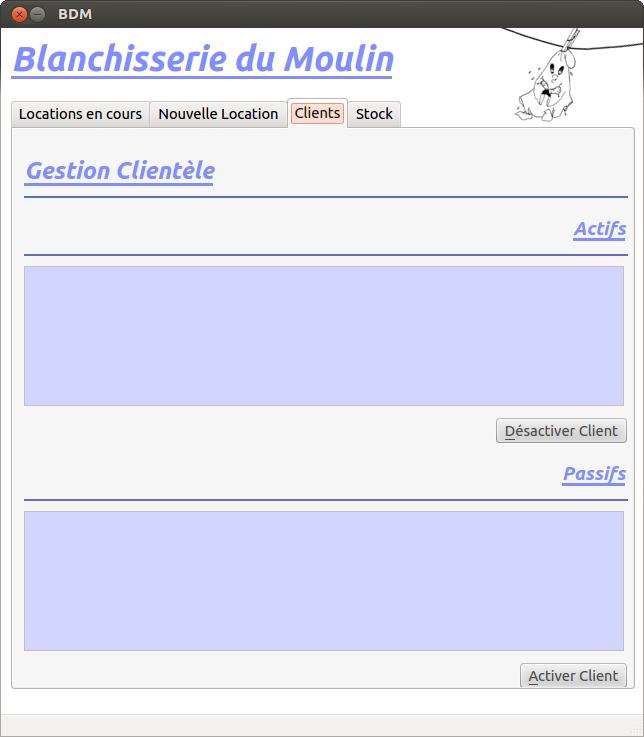 BDM
Blanchisserie du Moulin
Locations en cours Nouvelle Location Clients Stock
Gestion Clientèle
Actifs
Désactiver Client
Passifs
Activer Client